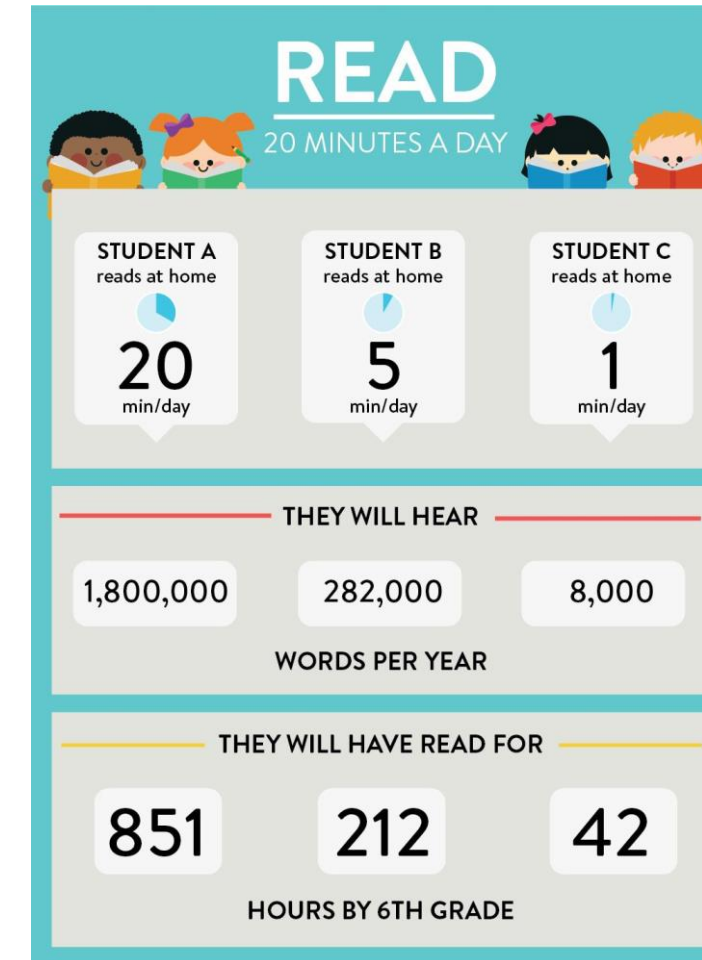 READ
20 MINUTES A DAY
STUDENT A
reads at home
20
min/day
STUDENT B
reads at home
5
min/day
STUDENT C
reads at home
1
min/day
THEY WILL HEAR
1,800,000
282,000
8,000
WORDS PER YEAR
THEY WILL HAVE READ FOR
851
212
42
HOURS BY 6TH GRADE